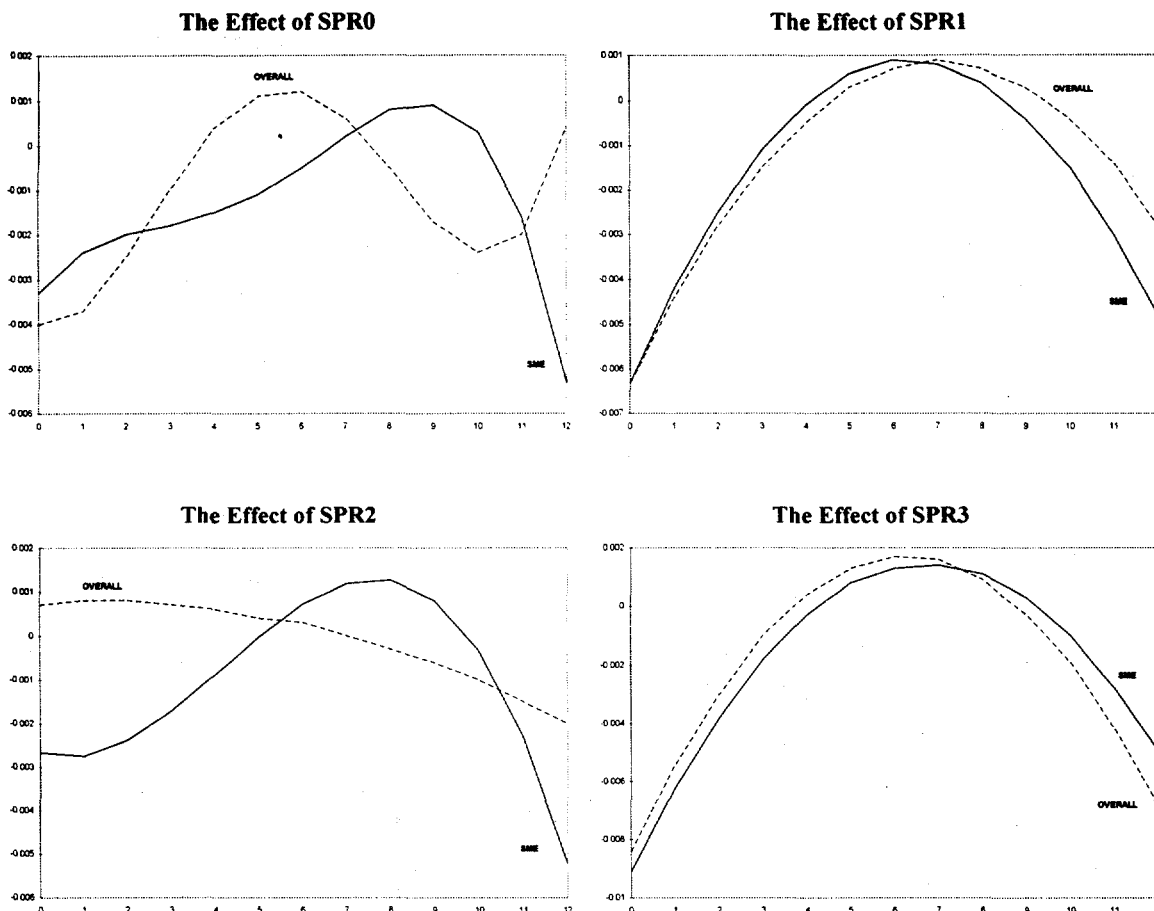 The Effect of SPR0
0.002
OVERALL
0.001
0
-0.001
-0.002
-0.003
-0.004
-0.005
SME
-0.006
0 1 2 3 4 5 6 7 8 9 10 11 12
The Effect of SPR1
0.001
OVERALL
0
-0.001
-0.002
-0.003
-0.004
SME
-0.005
-0.006
-0.007
0 1 2 3 4 5 6 7 8 9 10 11
The Effect of SPR2
0.002
OVERALL
0.001
0
-0.001
-0.002
-0.003
-0.004
SME
-0.005
-0.006
0 1 2 3 4 5 6 7 8 9 10 11 12
The Effect of SPR3
0.002
0
-0.002
SME
-0.004
-0.006
OVERALL
-0.008
-0.01
0 1 2 3 4 5 6 7 8 9 10 11